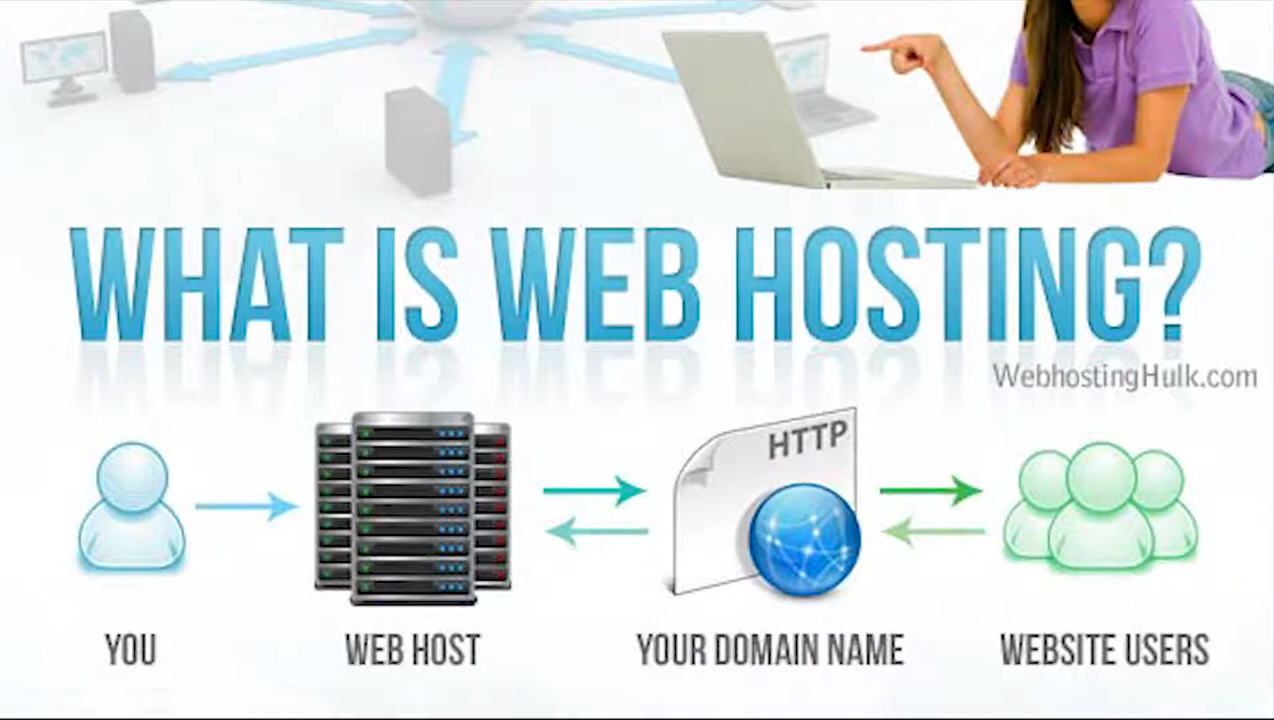 WHAT IS WEB HOSTING?
WebhostingHulk.com
HTTP
YOU
WEB HOST
YOUR DOMAIN NAME
WEBSITE USERS